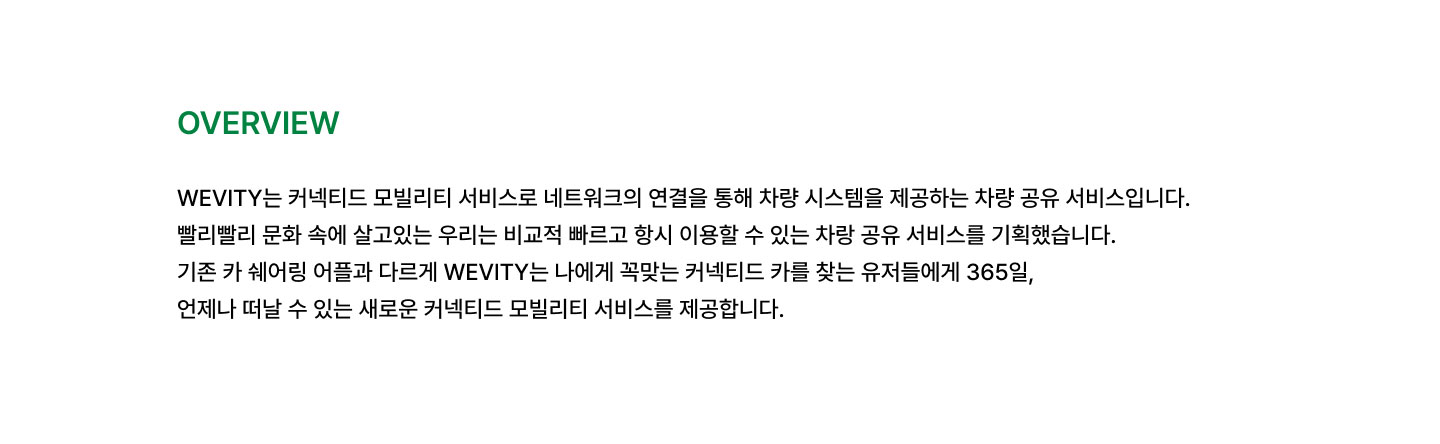 OVERVIEW
WEVITY는 커넥티드 모빌리티 서비스로 네트워크의 연결을 통해 차량 시스템을 제공하는 차량 공유 서비스입니다.
빨리빨리 문화 속에 살고있는 우리는 비교적 빠르고 항시 이용할 수 있는 차랑 공유 서비스를 기획했습니다.
기존 카 쉐어링 어플과 다르게 WEVITY는 나에게 꼭맞는 커넥티드 카를 찾는 유저들에게 365일,
언제나 떠날 수 있는 새로운 커넥티드 모빌리티 서비스를 제공합니다.